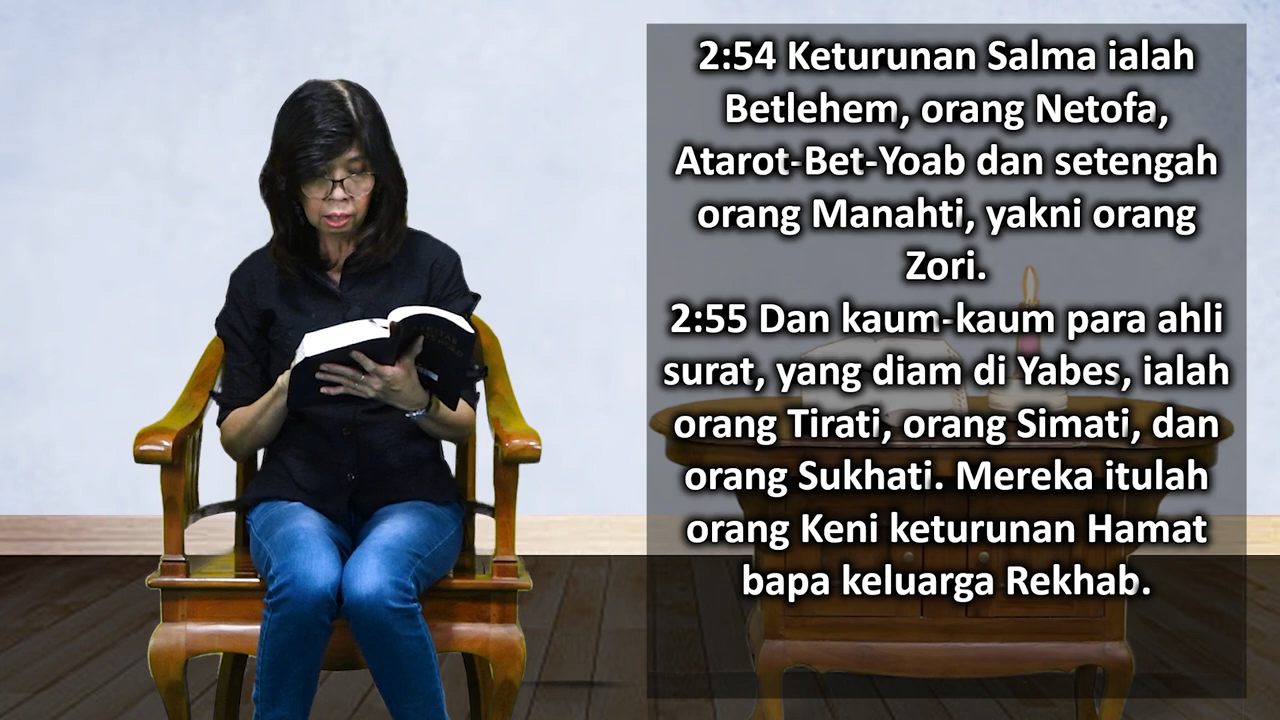 2:54 Keturunan Salma ialah
Betlehem, orang Netofa,
Atarot-Bet-Yoab dan setengah
orang Manahti, yakni orang
Zori.
2:55 Dan kaum-kaum para ahli
surat, yang diam di Yabes, ialah
orang Tirati, orang Simati, dan
orang Sukhati. Mereka itulah
orang Keni keturunan Hamat
bapa keluarga Rekhab.